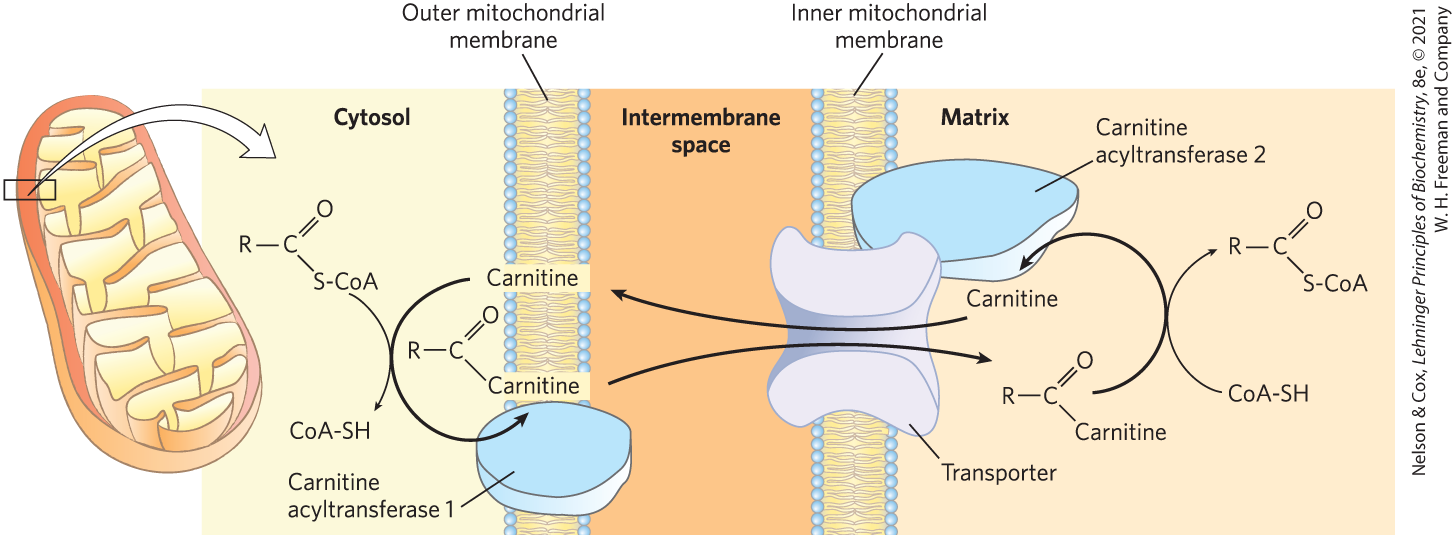 Outer mitochondrial
membrane
Inner mitochondrial
membrane
Cytosol
Intermembrane
space
Matrix
Carnitine
acyltransferase 2
R—C
O
S-CoA
Carnitine
R—C
O
Carnitine
CoA-SH
Carnitine
acyltransferase 1
Carnitine
R—C
O
Carnitine
Transporter
R—C
O
S-CoA
CoA-SH
Nelson & Cox, Lehninger Principles of Biochemistry, 8e, © 2021
W. H. Freeman and Company